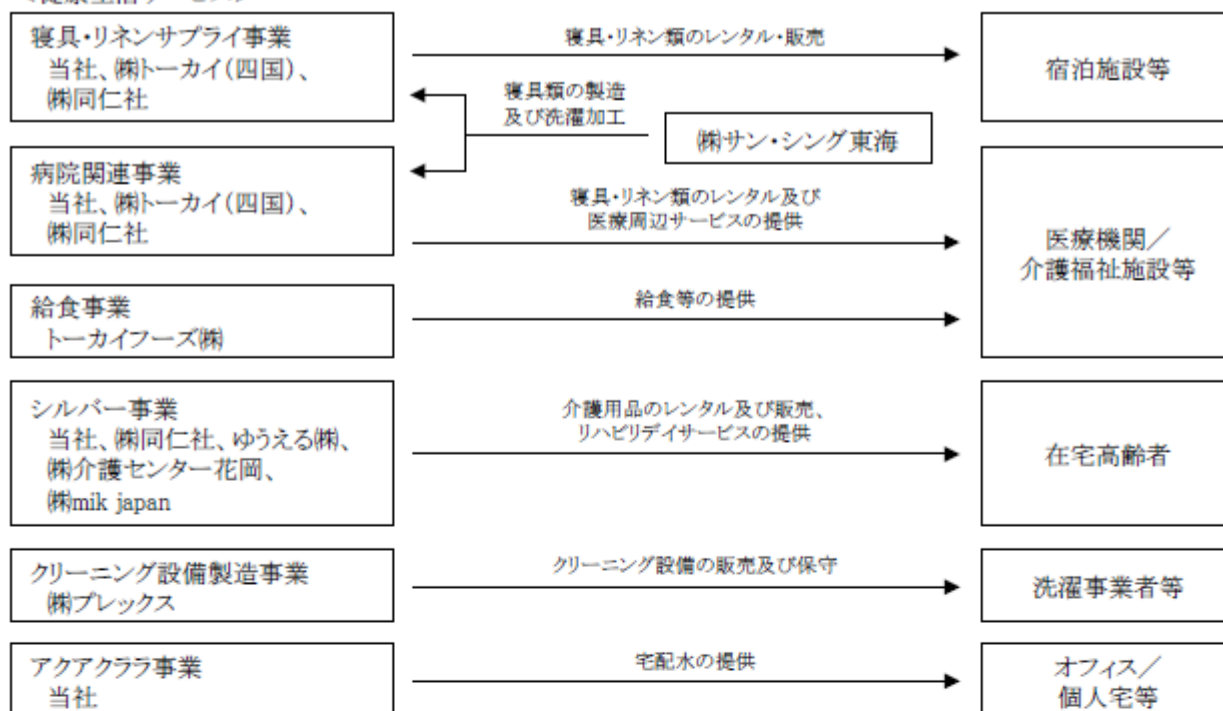 寝具・リネンサプライ事業
当社、㈱トーカイ(四国)、
㈱同仁社
寝具・リネン類のレンタル・販売
宿泊施設等
寝具類の製造
及び洗濯加工
㈱サン・シング東海
病院関連事業
当社、㈱トーカイ(四国)、
㈱同仁社
寝具・リネン類のレンタル及び
医療周辺サービスの提供
医療機関／
介護福祉施設等
給食事業
トーカイフーズ㈱
給食等の提供
シルバー事業
当社、㈱同仁社、ゆうえる㈱、
㈱介護センター花岡、
㈱mik japan
介護用品のレンタル及び販売、
リハビリデイサービスの提供
在宅高齢者
クリーニング設備製造事業
㈱プレックス
クリーニング設備の販売及び保守
洗濯事業者等
アクアクララ事業
当社
宅配水の提供
オフィス／
個人宅等